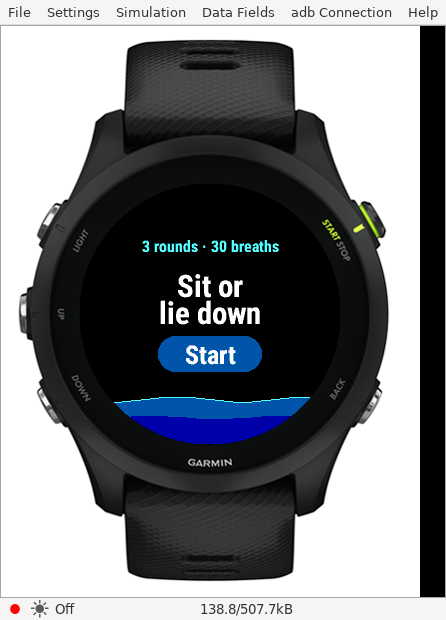 File Settings Simulation Data Fields adb Connection Help
LIGHT
START STOP
3 rounds · 30 breaths
UP
Sit or
lie down
Start
DOWN
BACK
GARMIN
Off 138.8/507.7kB